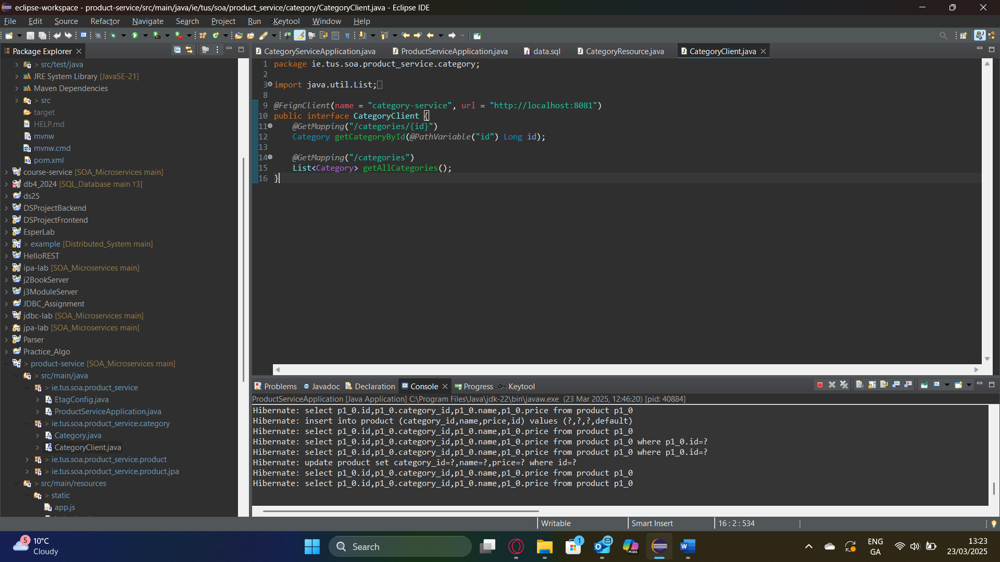 eclipse-workspace - product-service/src/main/java/ie/tus/soa/product_service/category/CategoryClient.java - Eclipse IDE
File Edit Source Refactor Navigate Search Project Run Keytool Window Help
Package Explorer
> src/test/java
JRE System Library [JavaSE-21]
Maven Dependencies
> src
target
HELP.md
mvnw
mvnw.cmd
pom.xml
course-service [SOA_Microservices main]
db4_2024 [SQL_Database main ↑3]
ds25
DSProjectBackend
DSProjectFrontend
EsperLab
> example [Distributed_System main]
HelloREST
ipa-lab [SOA_Microservices main]
j2BookServer
j3ModuleServer
JDBC_Assignment
jdbc-lab [SOA_Microservices main]
jpa-lab [SOA_Microservices main]
Parser
Practice_Algo
> product-service [SOA_Microservices main]
> src/main/java
> ie.tus.soa.product_service
EtagConfig.java
ProductServiceApplication.java
> ie.tus.soa.product_service.category
Category.java
CategoryClient.java
> ie.tus.soa.product_service.product
> ie.tus.soa.product_service.product.jpa
> src/main/resources
> static
app.js
CategoryServiceApplication.java ProductServiceApplication.java data.sql CategoryResource.java CategoryClient.java
1 package ie.tus.soa.product_service.category;
2
3 import java.util.List;
8
9 @FeignClient(name = "category-service", url = "http://localhost:8081")
10 public interface CategoryClient {
11 @GetMapping("/categories/{id}")
12 Category getCategoryById(@PathVariable("id") Long id);
13
14 @GetMapping("/categories")
15 List<Category> getAllCategories();
16 }
Problems Javadoc Declaration Console Progress Keytool
ProductServiceApplication [Java Application] C:\Program Files\Java\jdk-22\bin\javaw.exe (23 Mar 2025, 12:46:20) [pid: 40884]
Hibernate: select p1_0.id,p1_0.category_id,p1_0.name,p1_0.price from product p1_0
Hibernate: insert into product (category_id,name,price,id) values (?,?,?,default)
Hibernate: select p1_0.id,p1_0.category_id,p1_0.name,p1_0.price from product p1_0
Hibernate: select p1_0.id,p1_0.category_id,p1_0.name,p1_0.price from product p1_0 where p1_0.id=?
Hibernate: select p1_0.id,p1_0.category_id,p1_0.name,p1_0.price from product p1_0 where p1_0.id=?
Hibernate: update product set category_id=?,name=?,price=? where id=?
Hibernate: select p1_0.id,p1_0.category_id,p1_0.name,p1_0.price from product p1_0
Hibernate: select p1_0.id,p1_0.category_id,p1_0.name,p1_0.price from product p1_0
Writable Smart Insert 16 : 2 : 534
5
10°C
Cloudy
Search
1
M365
ENG
GA
13:23
23/03/2025